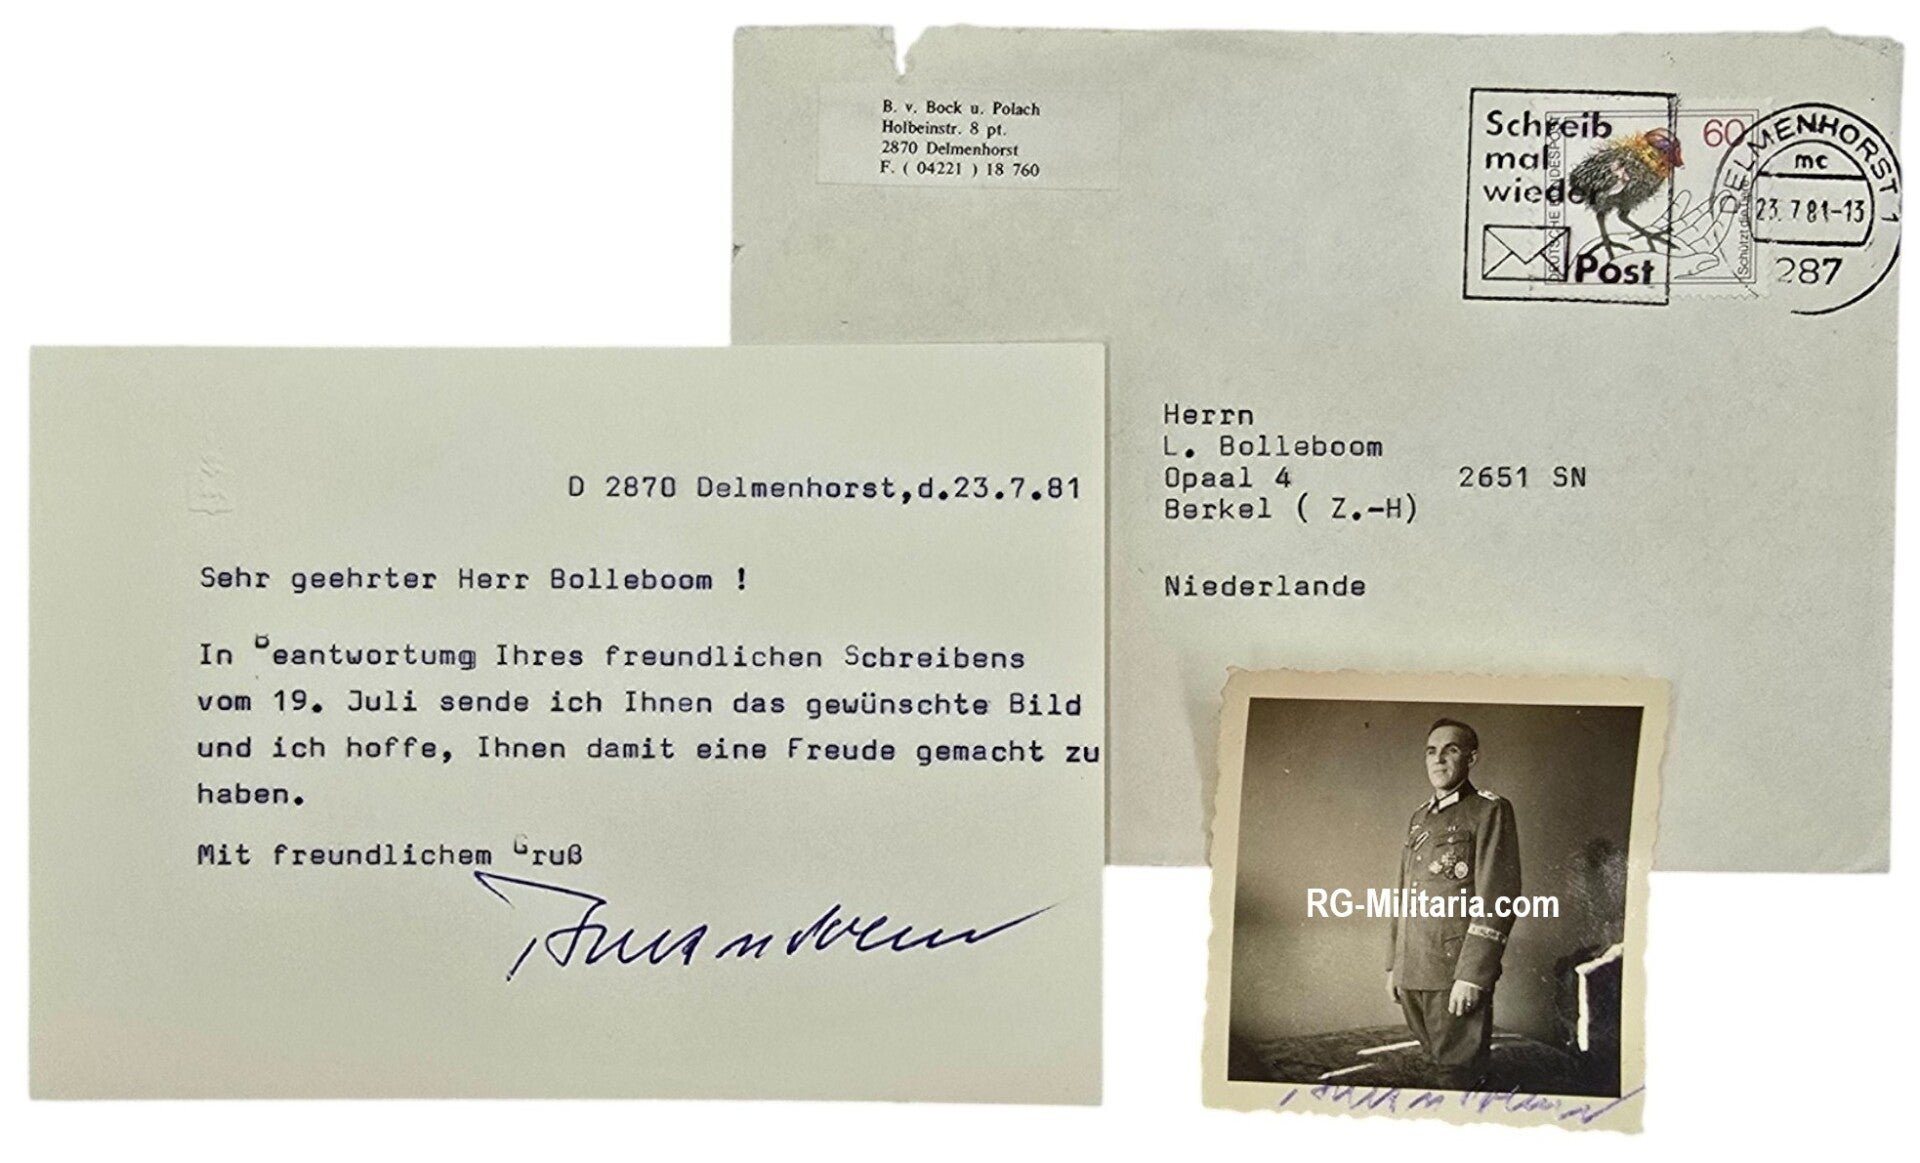 B. v. Bock u. Polach
Holbeinstr. 8 pt.
2870 Delmenhorst
F. ( 04221 ) 18 760
Schreib
mal
wieder
Post
60
DEUTSCHE BUNDESPOST
DELMENHORST 1
mc
23.7.81-13
287
Herrn
L. Bolleboom
Opaal 4 2651 SN
Berkel ( Z.-H)
Niederlande
D 2870 Delmenhorst,d.23.7.81
Sehr geehrter Herr Bolleboom !
In Beantwortumg Ihres freundlichen Schreibens
vom 19. Juli sende ich Ihnen das gewünschte Bild
und ich hoffe, Ihnen damit eine Freude gemacht zu
haben.
Mit freundlichem Gruß
RG-Militaria.com